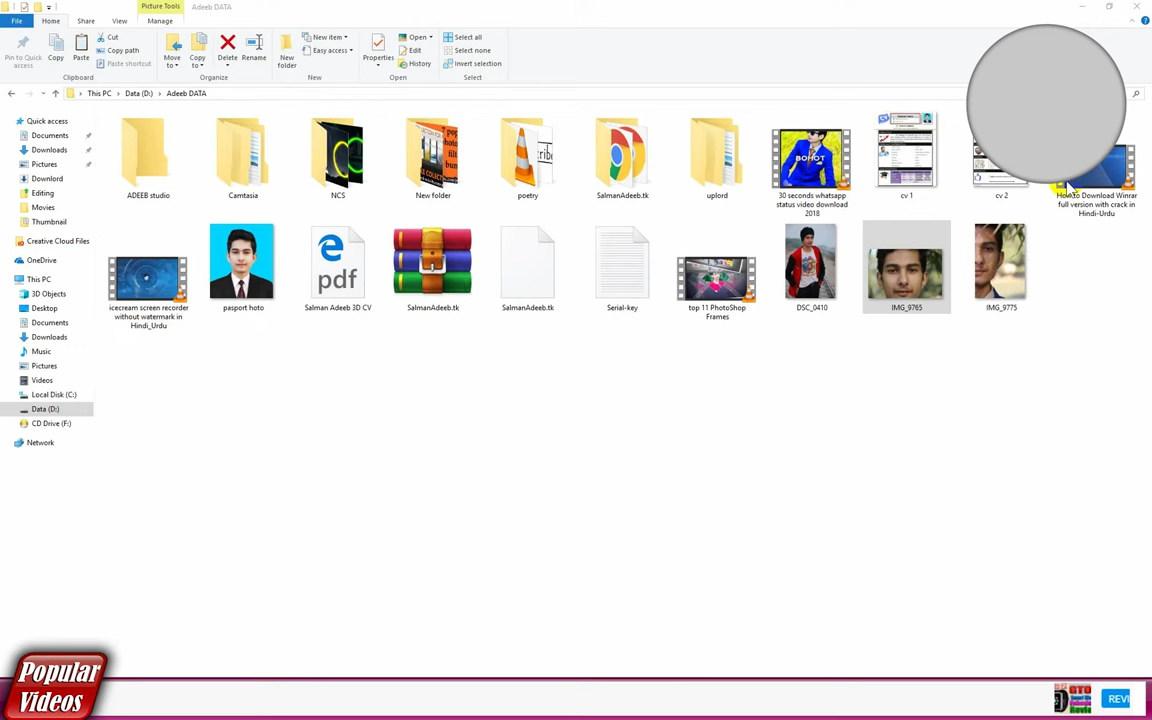 Picture Tools
Adeeb DATA
File
Home
Share
View
Manage
Pin to Quick
access
Copy
Paste
Cut
Copy path
Paste shortcut
Clipboard
Move
to
Copy
to
Delete
Rename
Organize
New
folder
New item
Easy access
New
Properties
Open
Edit
History
Open
Select all
Select none
Invert selection
Select
This PC
Data (D:)
Adeeb DATA
Quick access
Documents
Downloads
Pictures
Downlord
Editing
Movies
Thumbnail
Creative Cloud Files
OneDrive
This PC
3D Objects
Desktop
Documents
Downloads
Music
Pictures
Videos
Local Disk (C:)
Data (D:)
CD Drive (F:)
Network
ADEEB studio
Camtasia
NCS
New folder
poetry
SalmanAdeeb.tk
uplord
BOHOT
30 seconds whatsapp
status video download
2018
cv 1
cv 2
How to Download Winrar
full version with crack in
Hindi-Urdu
icecream screen recorder
without watermark in
Hindi_Urdu
pasport hoto
pdf
Salman Adeeb 3D CV
SalmanAdeeb.tk
SalmanAdeeb.tk
Serial-key
top 11 PhotoShop
Frames
DSC_0410
IMG_9765
IMG_9775
Popular
Videos
GTO
REVI